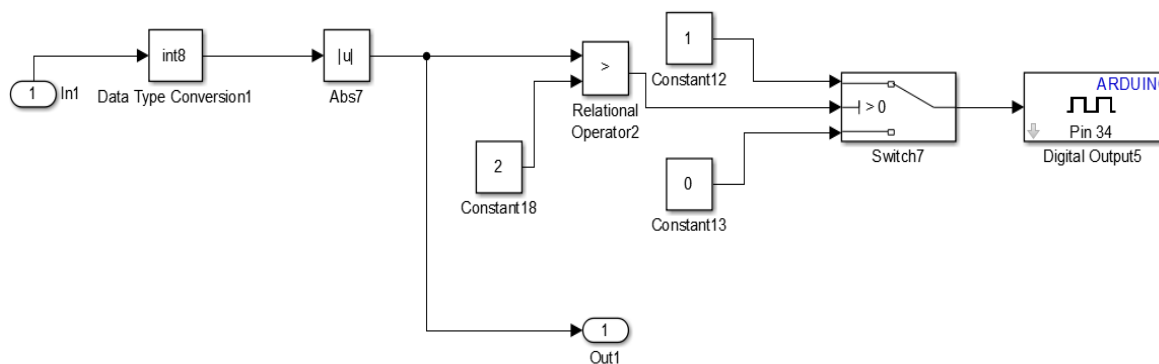 1
In1
int8
Data Type Conversion1
|u|
Abs7
2
Constant18
>
Relational
Operator2
1
Constant12
0
Constant13
> 0
Switch7
ARDUINO
Pin 34
Digital Output5
1
Out1